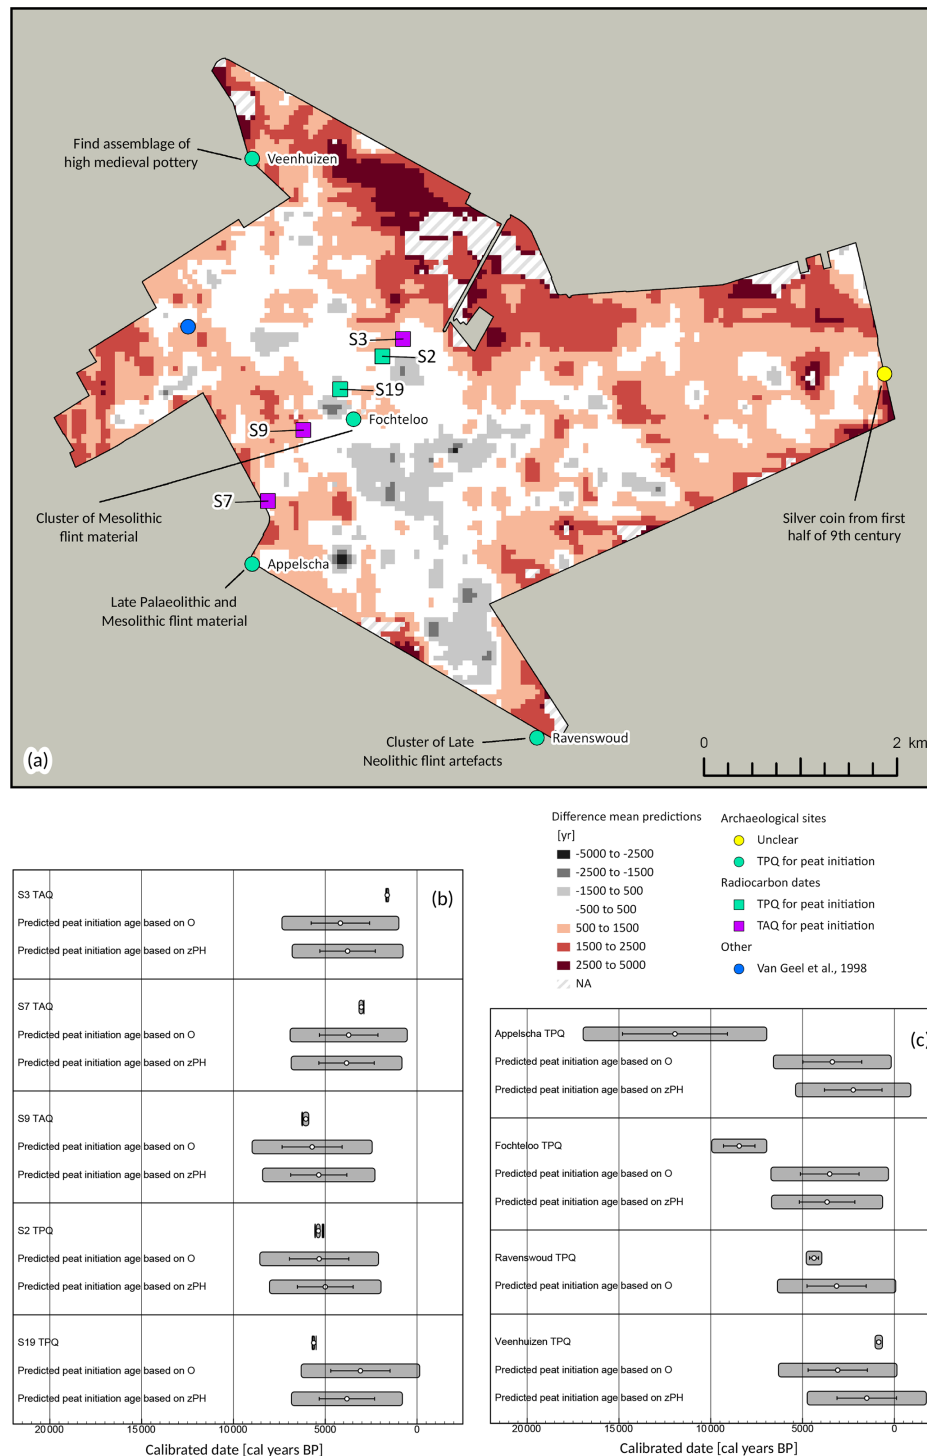 Find assemblage of
high medieval pottery
Veenhuizen
S3
S2
S19
Fochteloo
S9
S7
Cluster of Mesolithic
flint material
Silver coin from first
half of 9th century
Appelscha
Late Palaeolithic and
Mesolithic flint material
Cluster of Late
Neolithic flint artefacts
Ravenswoud
(a)
0 2 km
Difference mean predictions
[yr]
-5000 to -2500
-2500 to -1500
-1500 to 500
-500 to 500
500 to 1500
1500 to 2500
2500 to 5000
NA
Archaeological sites
Unclear
TPQ for peat initiation
Radiocarbon dates
TPQ for peat initiation
TAQ for peat initiation
Other
Van Geel et al., 1998
(b)
S3 TAQ
Predicted peat initiation age based on O
Predicted peat initiation age based on zPH
S7 TAQ
Predicted peat initiation age based on O
Predicted peat initiation age based on zPH
S9 TAQ
Predicted peat initiation age based on O
Predicted peat initiation age based on zPH
S2 TPQ
Predicted peat initiation age based on O
Predicted peat initiation age based on zPH
S19 TPQ
Predicted peat initiation age based on O
Predicted peat initiation age based on zPH
20000 15000 10000 5000 0
Calibrated date [cal years BP]
(c)
Appelscha TPQ
Predicted peat initiation age based on O
Predicted peat initiation age based on zPH
Fochteloo TPQ
Predicted peat initiation age based on O
Predicted peat initiation age based on zPH
Ravenswoud TPQ
Predicted peat initiation age based on O
Veenhuizen TPQ
Predicted peat initiation age based on O
Predicted peat initiation age based on zPH
20000 15000 10000 5000 0
Calibrated date [cal years BP]